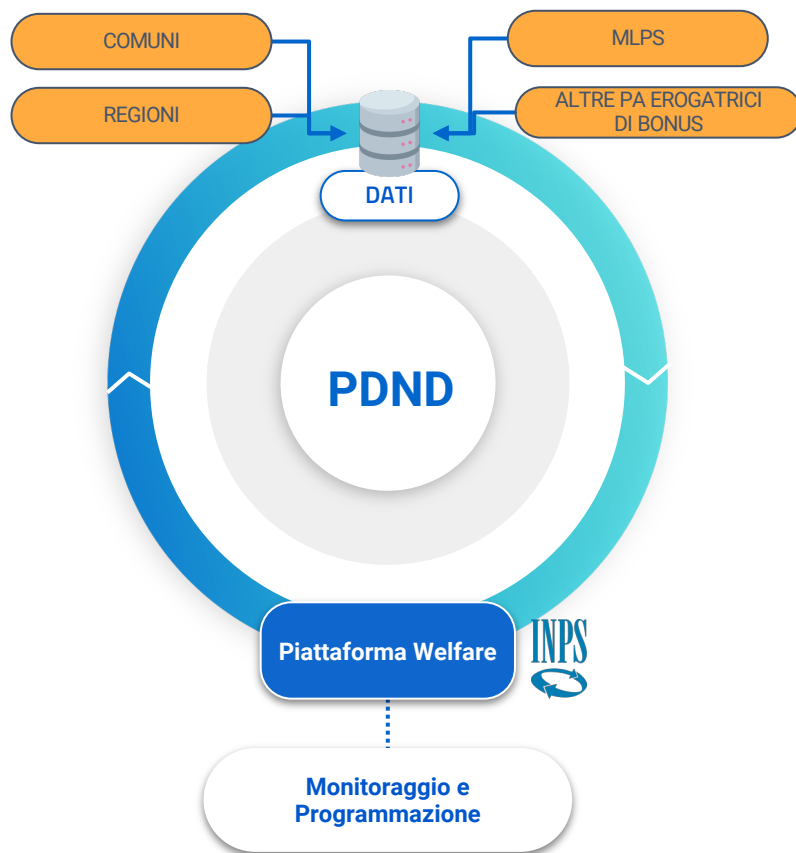 COMUNI
MLPS
REGIONI
ALTRE PA EROGATRICI
DI BONUS
DATI
PDND
Piattaforma Welfare
INPS
Monitoraggio e
Programmazione